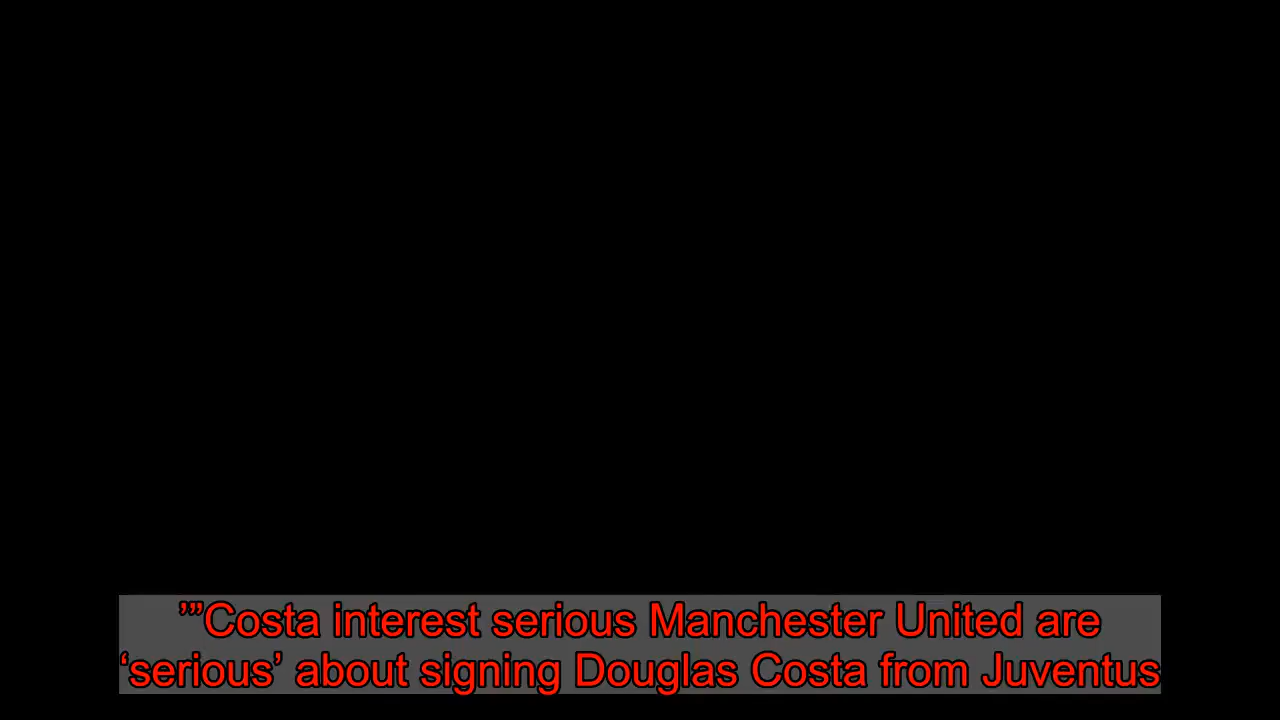 ’”Costa interest serious Manchester United are
‘serious’ about signing Douglas Costa from Juventus